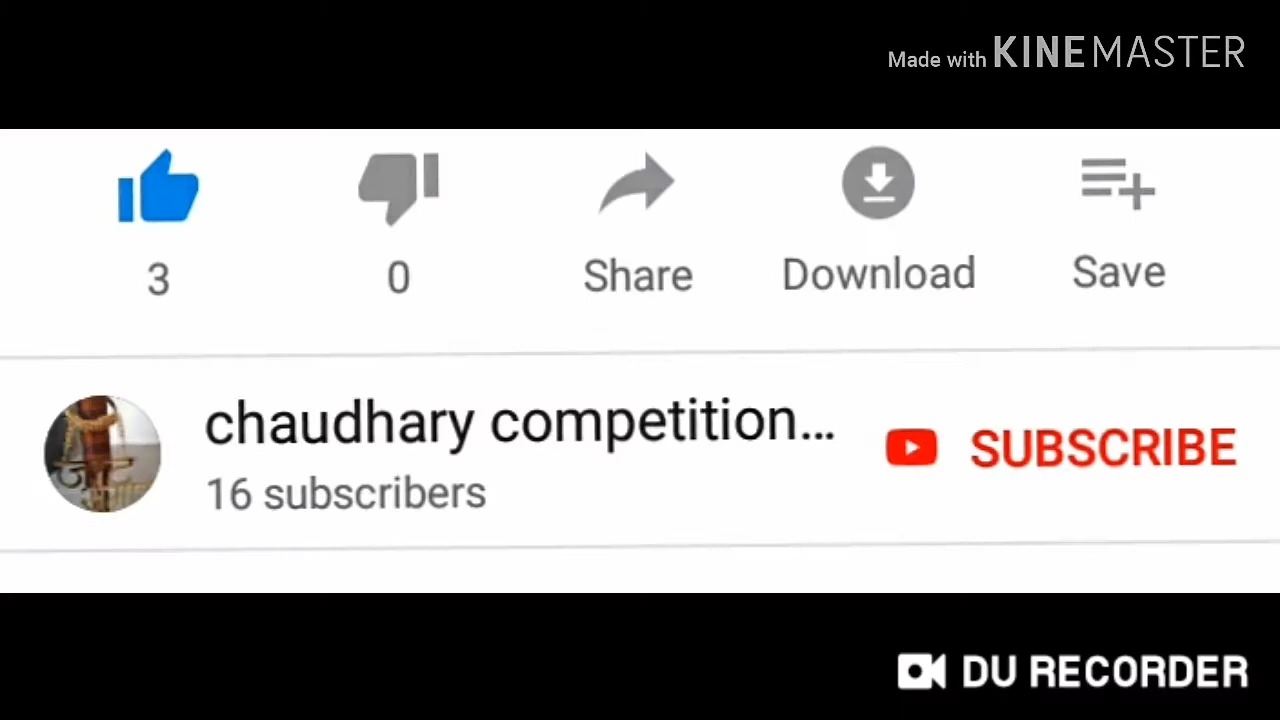 Made with KINEMASTER
3 0 Share Download Save
chaudhary competition...
16 subscribers
SUBSCRIBE
DU RECORDER